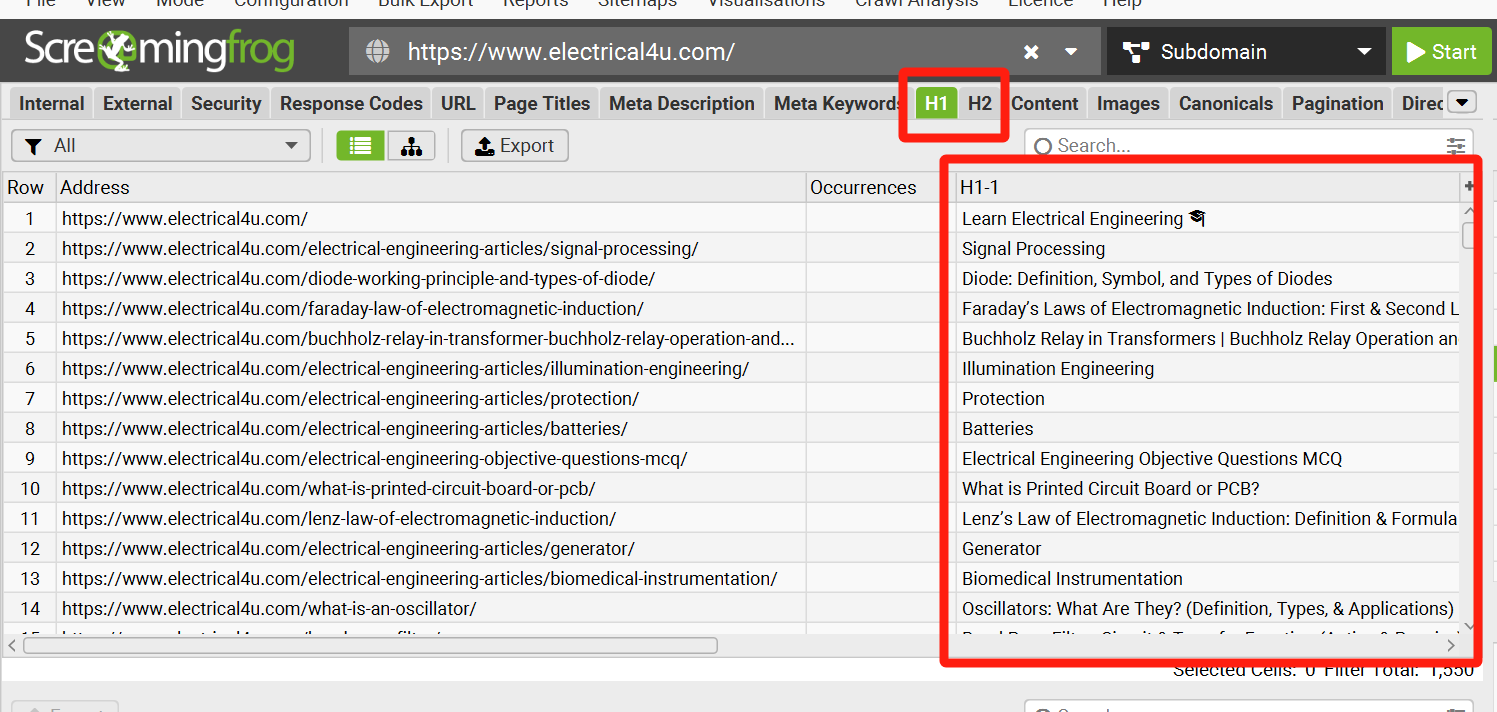 File View Mode Configuration Bulk Export Reports Sitemaps Visualisations Crawl Analysis Licence Help
Screamingfrog https://www.electrical4u.com/ Subdomain Start
Internal External Security Response Codes URL Page Titles Meta Description Meta Keywords H1 H2 Content Images Canonicals Pagination Direc
All Export Search...
Row Address Occurrences H1-1
1 https://www.electrical4u.com/ Learn Electrical Engineering
2 https://www.electrical4u.com/electrical-engineering-articles/signal-processing/ Signal Processing
3 https://www.electrical4u.com/diode-working-principle-and-types-of-diode/ Diode: Definition, Symbol, and Types of Diodes
4 https://www.electrical4u.com/faraday-law-of-electromagnetic-induction/ Faraday’s Laws of Electromagnetic Induction: First & Second L
5 https://www.electrical4u.com/buchholz-relay-in-transformer-buchholz-relay-operation-and... Buchholz Relay in Transformers | Buchholz Relay Operation an
6 https://www.electrical4u.com/electrical-engineering-articles/illumination-engineering/ Illumination Engineering
7 https://www.electrical4u.com/electrical-engineering-articles/protection/ Protection
8 https://www.electrical4u.com/electrical-engineering-articles/batteries/ Batteries
9 https://www.electrical4u.com/electrical-engineering-objective-questions-mcq/ Electrical Engineering Objective Questions MCQ
10 https://www.electrical4u.com/what-is-printed-circuit-board-or-pcb/ What is Printed Circuit Board or PCB?
11 https://www.electrical4u.com/lenz-law-of-electromagnetic-induction/ Lenz’s Law of Electromagnetic Induction: Definition & Formula
12 https://www.electrical4u.com/electrical-engineering-articles/generator/ Generator
13 https://www.electrical4u.com/electrical-engineering-articles/biomedical-instrumentation/ Biomedical Instrumentation
14 https://www.electrical4u.com/what-is-an-oscillator/ Oscillators: What Are They? (Definition, Types, & Applications)
Selected Cells: 0 Filter Total: 1,550